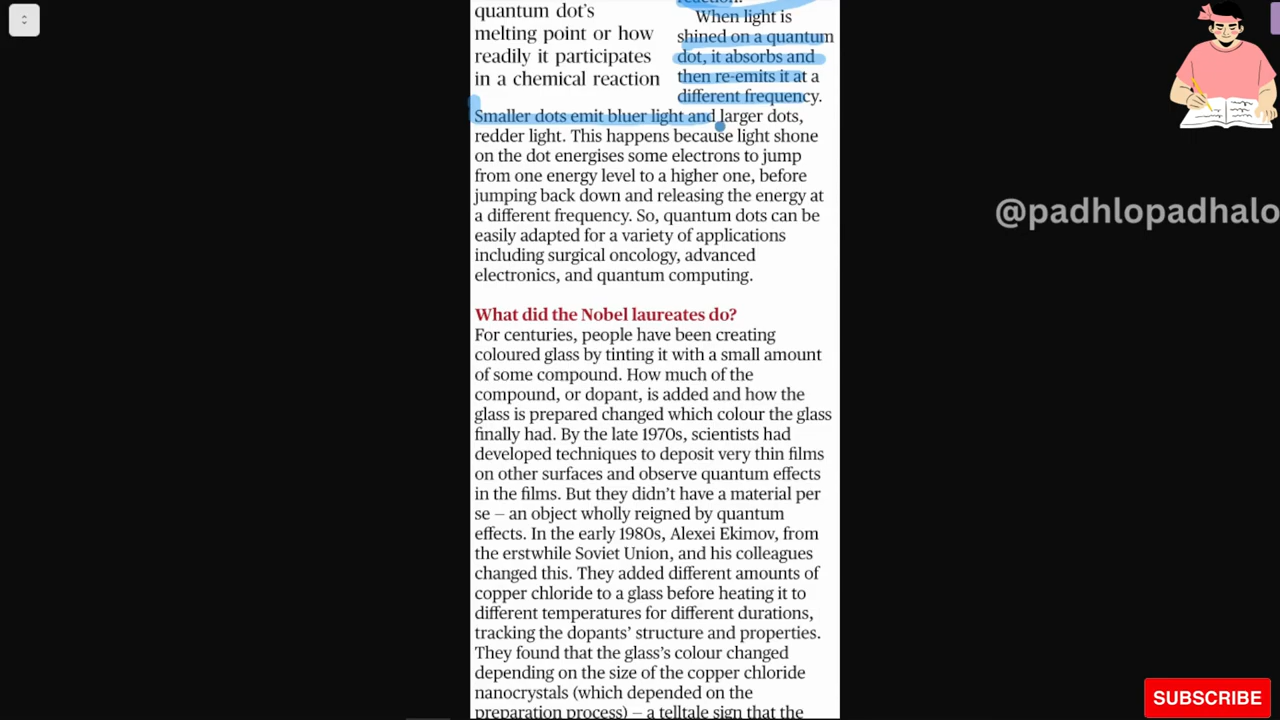 quantum dot’s
melting point or how
readily it participates
in a chemical reaction
reaction.
When light is
shined on a quantum
dot, it absorbs and
then re-emits it at a
different frequency.
Smaller dots emit bluer light and larger dots,
redder light. This happens because light shone
on the dot energises some electrons to jump
from one energy level to a higher one, before
jumping back down and releasing the energy at
a different frequency. So, quantum dots can be
easily adapted for a variety of applications
including surgical oncology, advanced
electronics, and quantum computing.
What did the Nobel laureates do?
For centuries, people have been creating
coloured glass by tinting it with a small amount
of some compound. How much of the
compound, or dopant, is added and how the
glass is prepared changed which colour the glass
finally had. By the late 1970s, scientists had
developed techniques to deposit very thin films
on other surfaces and observe quantum effects
in the films. But they didn’t have a material per
se – an object wholly reigned by quantum
effects. In the early 1980s, Alexei Ekimov, from
the erstwhile Soviet Union, and his colleagues
changed this. They added different amounts of
copper chloride to a glass before heating it to
different temperatures for different durations,
tracking the dopants’ structure and properties.
They found that the glass’s colour changed
depending on the size of the copper chloride
nanocrystals (which depended on the
preparation process) – a telltale sign that the
@padhlopadhalo
SUBSCRIBE